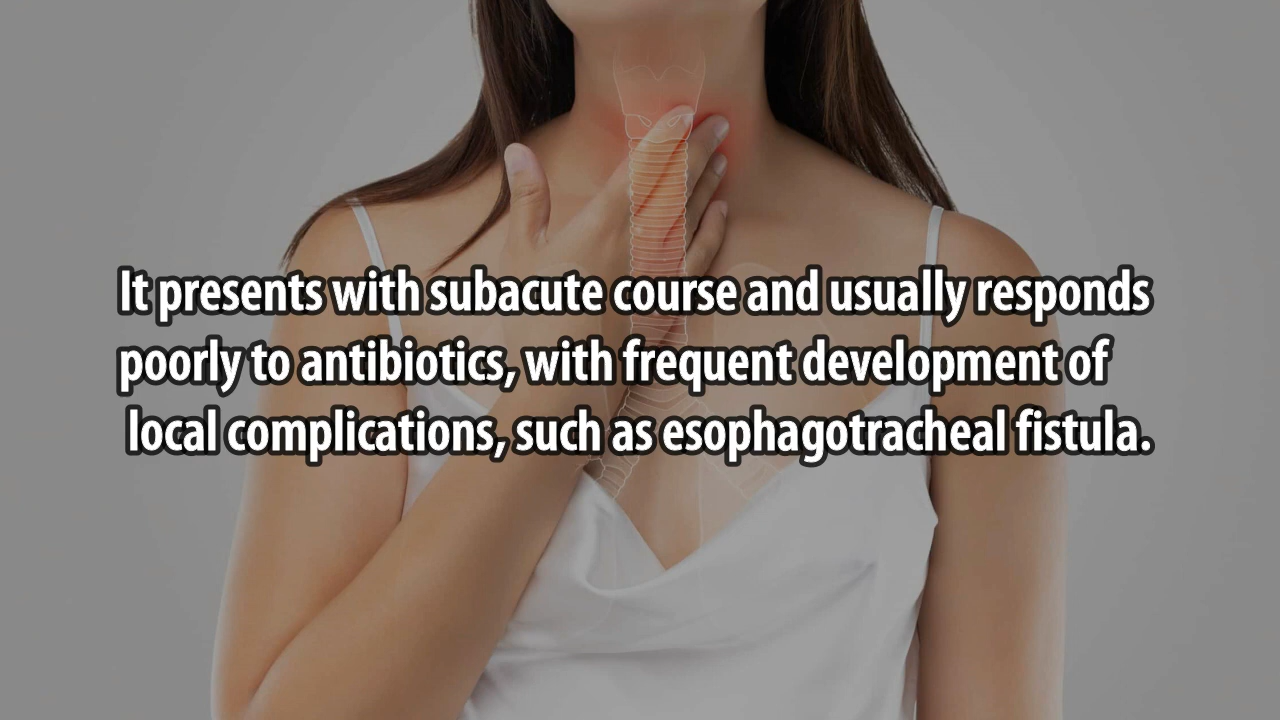 It presents with subacute course and usually responds
poorly to antibiotics, with frequent development of
local complications, such as esophagotracheal fistula.